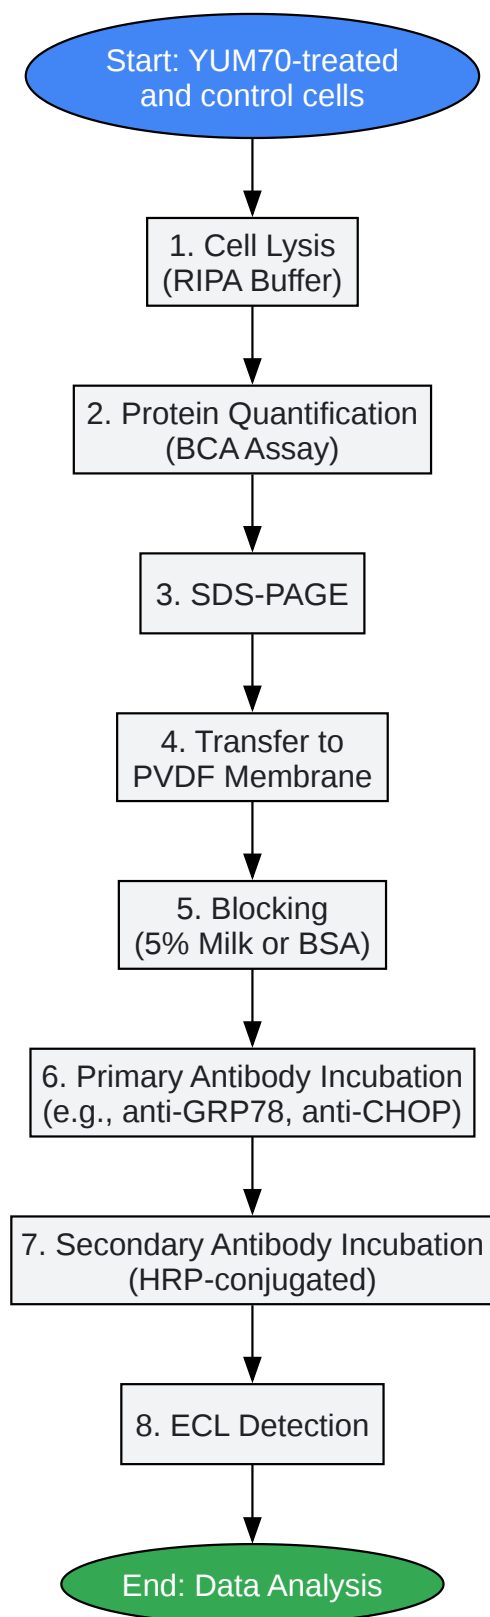 Start: YUM70-treated
and control cells
1. Cell Lysis
(RIPA Buffer)
2. Protein Quantification
(BCA Assay)
3. SDS-PAGE
4. Transfer to
PVDF Membrane
5. Blocking
(5% Milk or BSA)
6. Primary Antibody Incubation
(e.g., anti-GRP78, anti-CHOP)
7. Secondary Antibody Incubation
(HRP-conjugated)
8. ECL Detection
End: Data Analysis